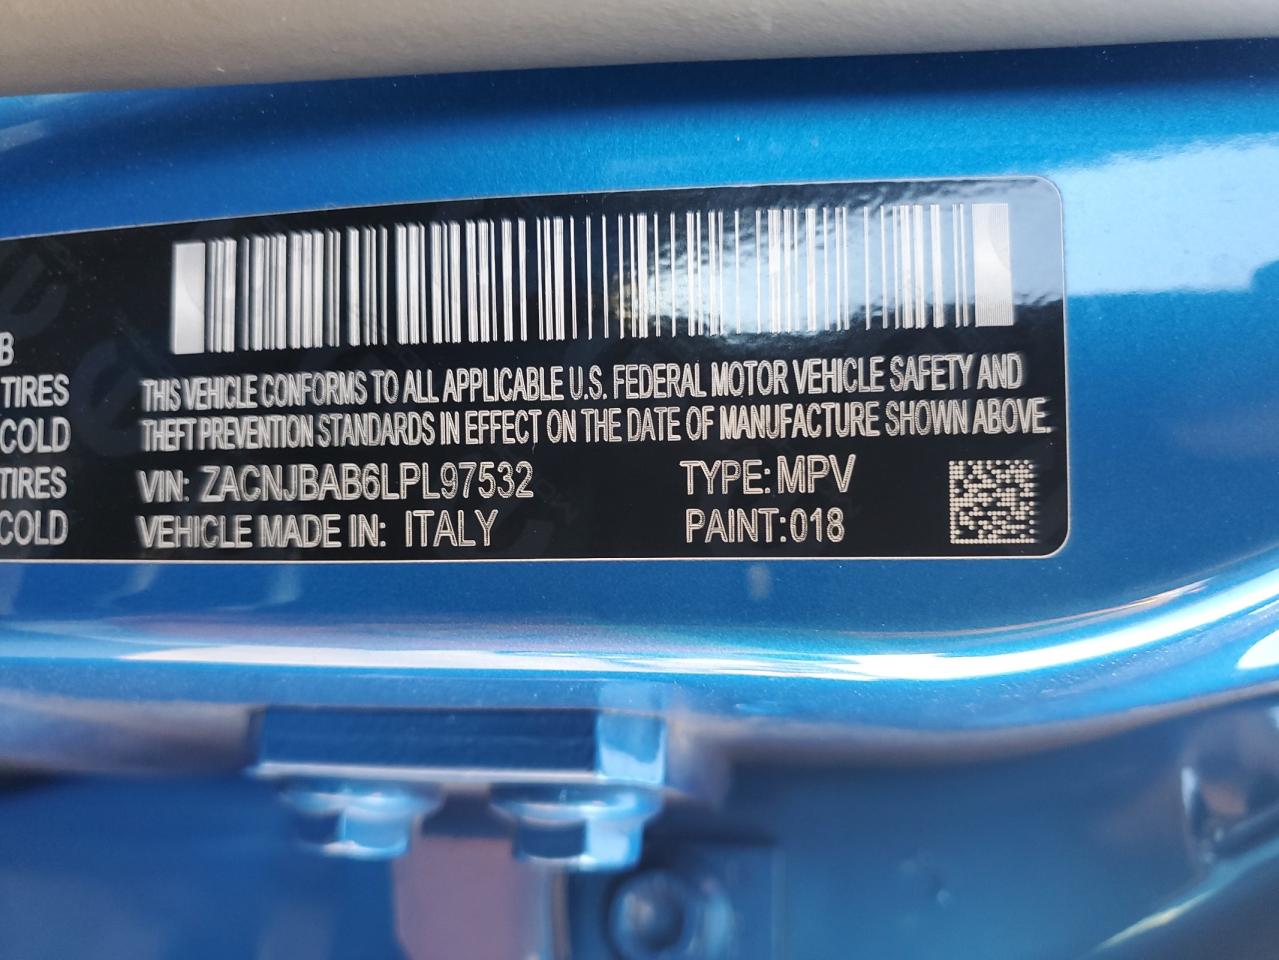 B
TIRES
COLD
TIRES
COLD
THIS VEHICLE CONFORMS TO ALL APPLICABLE U.S. FEDERAL MOTOR VEHICLE SAFETY AND
THEFT PREVENTION STANDARDS IN EFFECT ON THE DATE OF MANUFACTURE SHOWN ABOVE.
VIN: ZACNJBAB6LPL97532 TYPE: MPV
VEHICLE MADE IN: ITALY PAINT:018